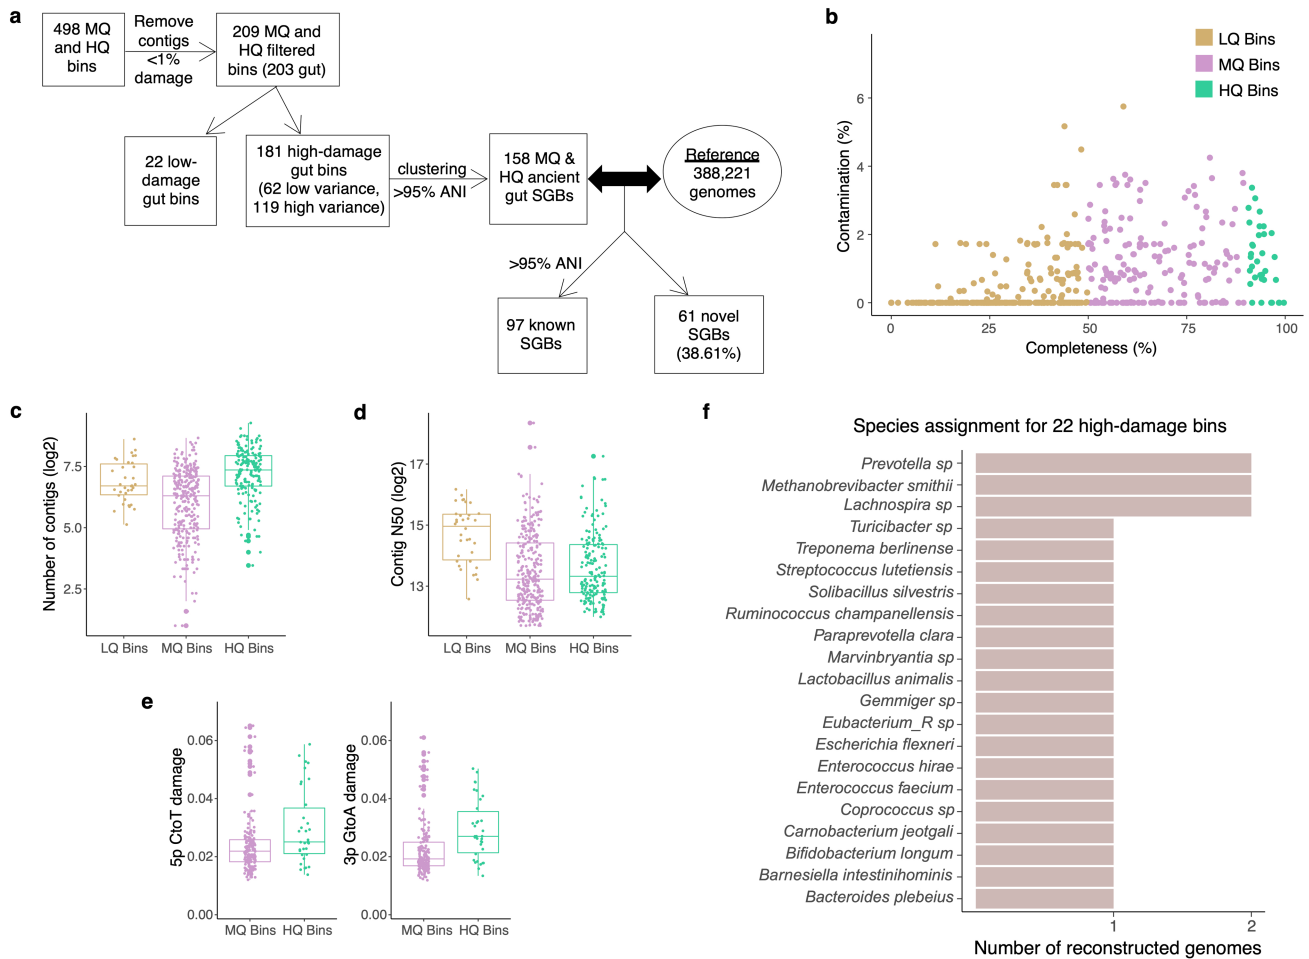 a
498 MQ
and HQ
bins
Remove
contigs
<1%
damage
209 MQ and
HQ filtered
bins (203 gut)
22 low-
damage
gut bins
181 high-damage
gut bins
(62 low variance,
119 high variance)
clustering
>95% ANI
158 MQ &
HQ ancient
gut SGBs
Reference
388,221
genomes
>95% ANI
97 known
SGBs
61 novel
SGBs
(38.61%)
b
LQ Bins
MQ Bins
HQ Bins
Contamination (%)
6
4
2
0
0
25
50
75
100
Completeness (%)
c
Number of contigs (log2)
7.5
5.0
2.5
LQ Bins
MQ Bins
HQ Bins
d
Contig N50 (log2)
17
15
13
LQ Bins
MQ Bins
HQ Bins
e
5p CtoT damage
0.06
0.04
0.02
0.00
MQ Bins
HQ Bins
3p GtoA damage
0.06
0.04
0.02
0.00
MQ Bins
HQ Bins
f
Species assignment for 22 high-damage bins
Prevotella sp
Methanobrevibacter smithii
Lachnospira sp
Turicibacter sp
Treponema berlinense
Streptococcus lutetiensis
Solibacillus silvestris
Ruminococcus champanellensis
Paraprevotella clara
Marvinbryantia sp
Lactobacillus animalis
Gemmiger sp
Eubacterium_R sp
Escherichia flexneri
Enterococcus hirae
Enterococcus faecium
Coprococcus sp
Carnobacterium jeotgali
Bifidobacterium longum
Barnesiella intestinihominis
Bacteroides plebeius
1
2
Number of reconstructed genomes